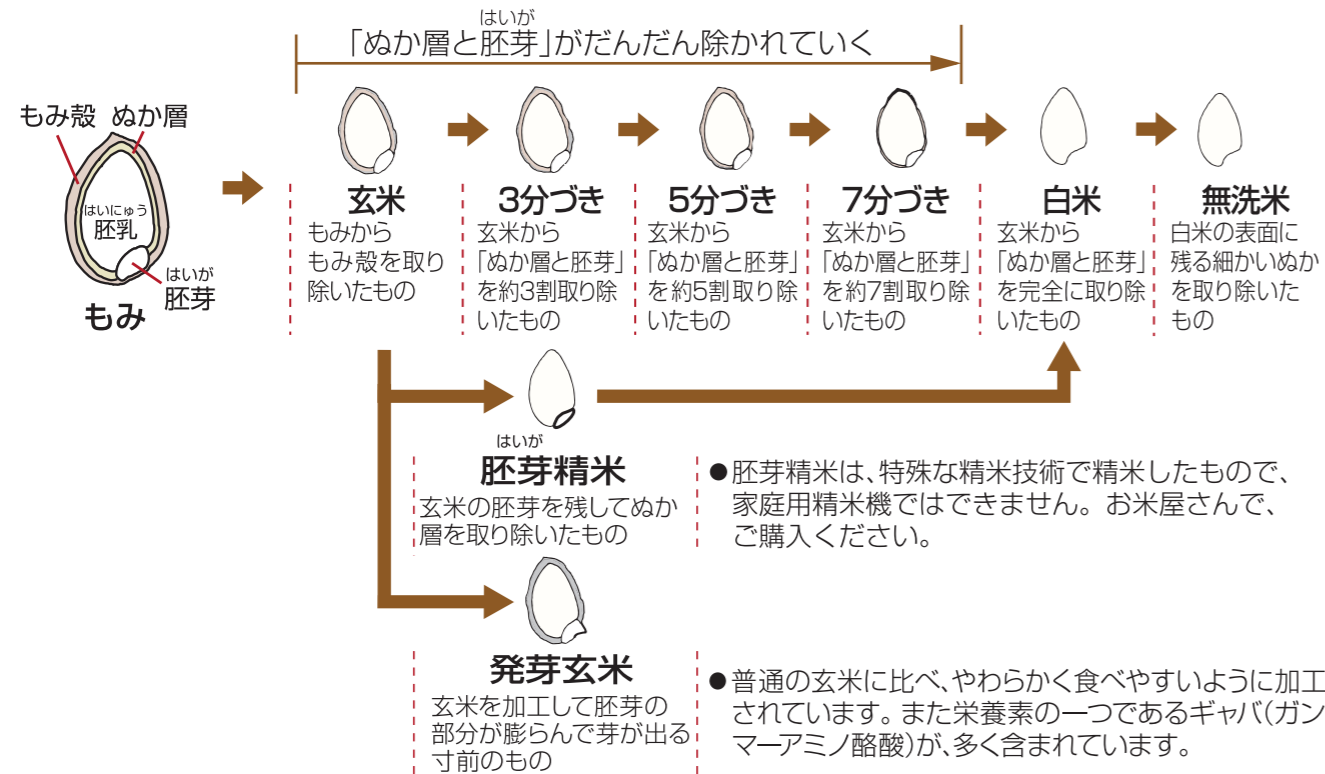 はいが
「ぬか層と胚芽」がだんだん除かれていく
もみ殻 ぬか層
はいにゅう
胚乳
はいが
胚芽
もみ
玄米
もみから
もみ殻を取り
除いたもの
3分づき
玄米から
「ぬか層と胚芽」
を約3割取り除
いたもの
5分づき
玄米から
「ぬか層と胚芽」
を約5割取り除
いたもの
7分づき
玄米から
「ぬか層と胚芽」
を約7割取り除
いたもの
白米
玄米から
「ぬか層と胚芽」
を完全に取り除
いたもの
無洗米
白米の表面に
残る細かいぬか
を取り除いた
もの
はいが
胚芽精米
玄米の胚芽を残してぬか
層を取り除いたもの
●胚芽精米は、特殊な精米技術で精米したもので、
家庭用精米機ではできません。お米屋さんで、
ご購入ください。
発芽玄米
玄米を加工して胚芽の
部分が膨らんで芽が出る
寸前のもの
●普通の玄米に比べ、やわらかく食べやすいように加工
されています。また栄養素の一つであるギャバ(ガン
マーアミノ酪酸)が、多く含まれています。